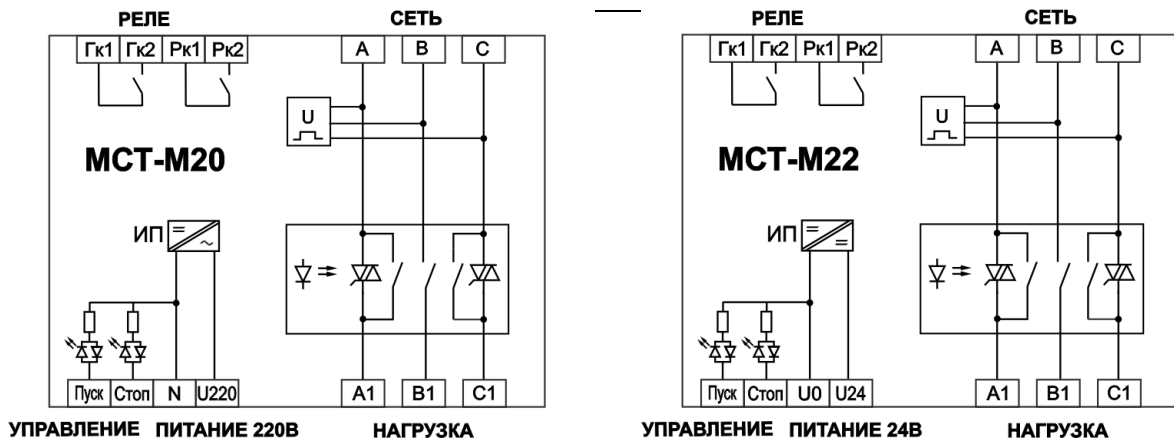 РЕЛЕ СЕТЬ
Гк1 Гк2 Рк1 Рк2 A B C
U
МСТ-М20
ИП
Пуск Стоп N U220 A1 B1 C1
УПРАВЛЕНИЕ ПИТАНИЕ 220В НАГРУЗКА
РЕЛЕ СЕТЬ
Гк1 Гк2 Рк1 Рк2 A B C
U
МСТ-М22
ИП
Пуск Стоп U0 U24 A1 B1 C1
УПРАВЛЕНИЕ ПИТАНИЕ 24В НАГРУЗКА